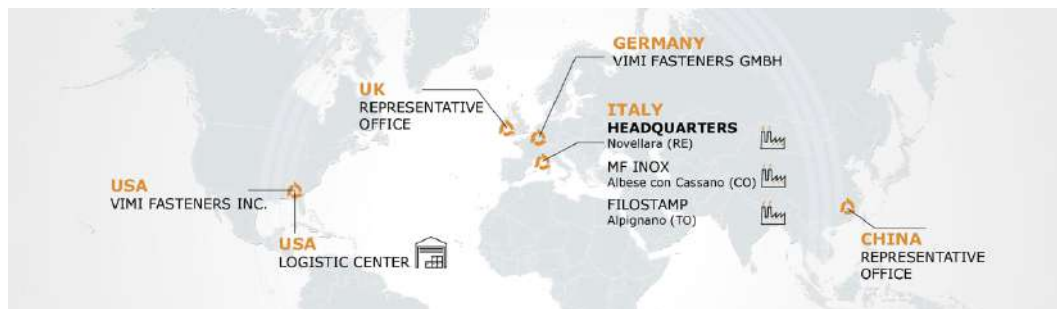 GERMANY
VIMI FASTENERS GMBH
UK
REPRESENTATIVE
OFFICE
ITALY
HEADQUARTERS
Novellara (RE)
MF INOX
Albese con Cassano (CO)
FILOSTAMP
Alpignano (TO)
USA
VIMI FASTENERS INC.
USA
LOGISTIC CENTER
CHINA
REPRESENTATIVE
OFFICE